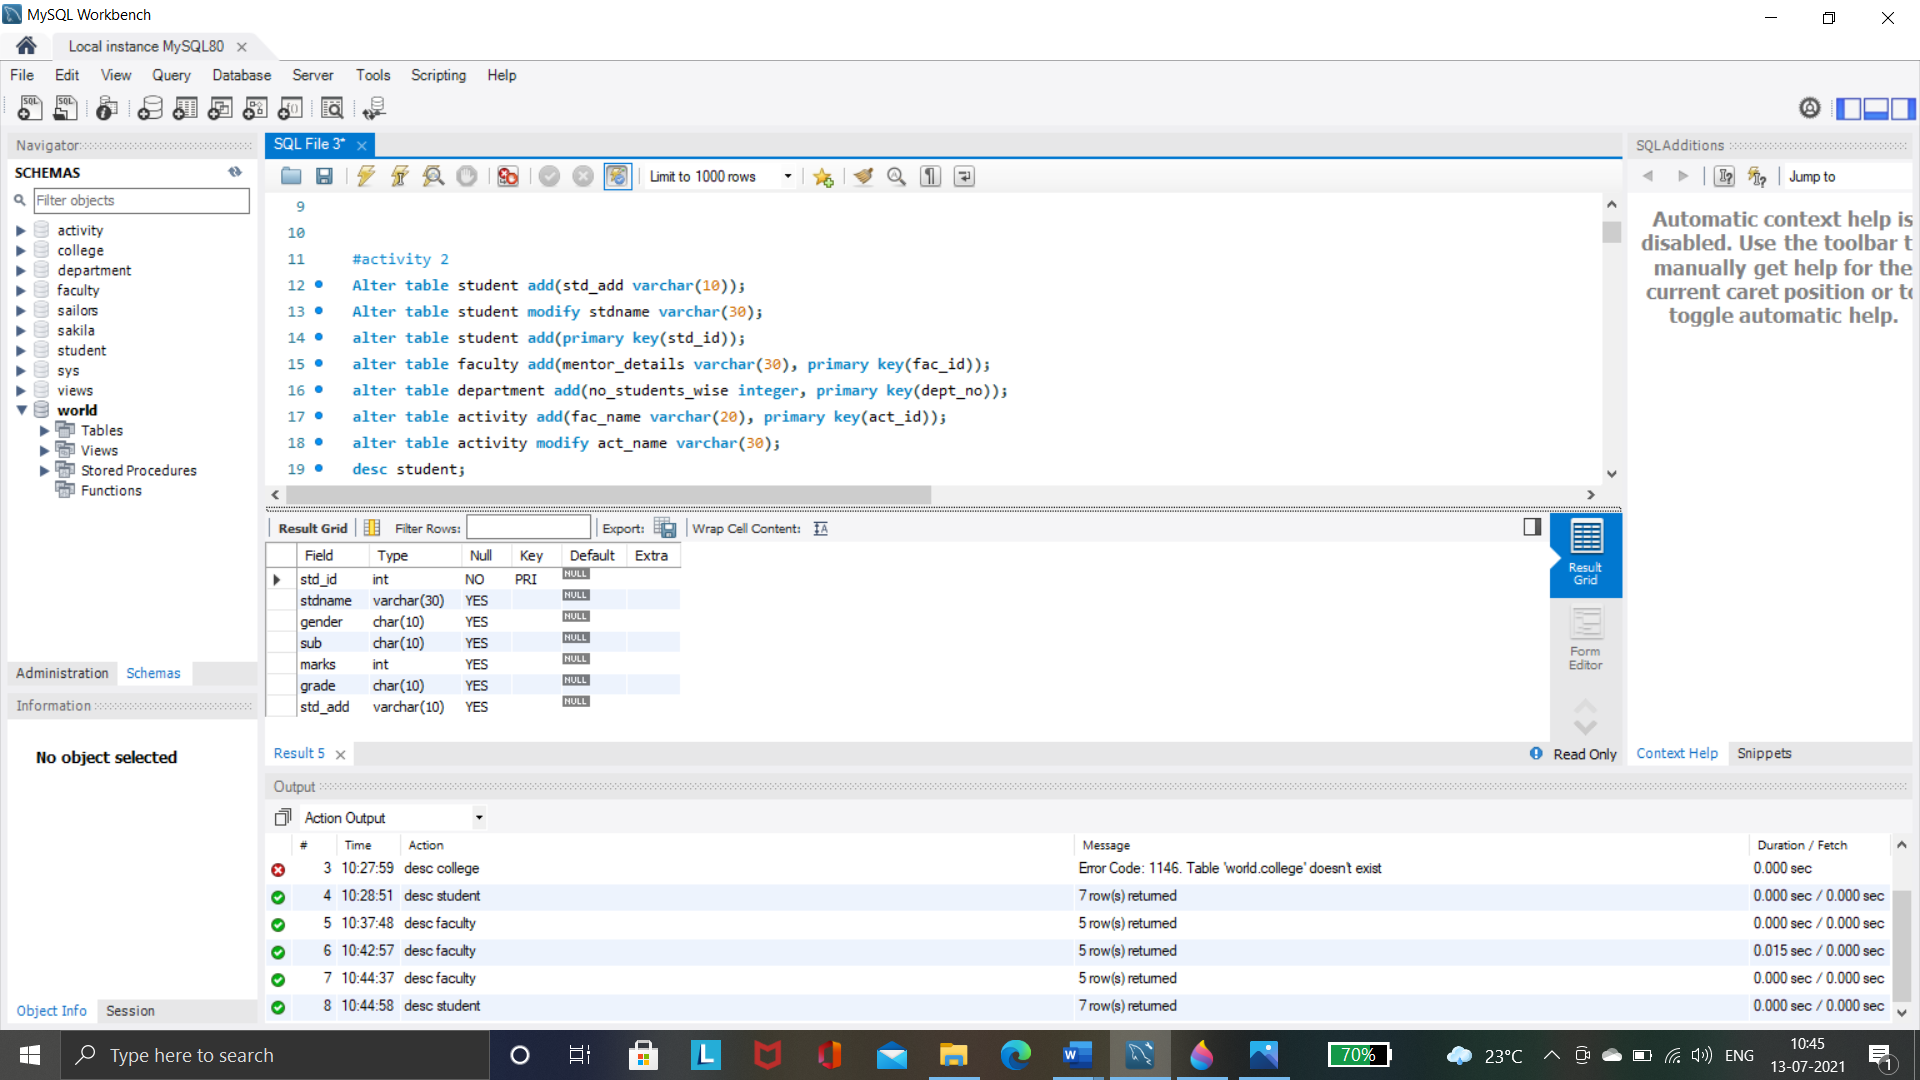 MySQL Workbench
Local instance MySQL80
File Edit View Query Database Server Tools Scripting Help
Navigator
SCHEMAS
Filter objects
activity
college
department
faculty
sailors
sakila
student
sys
views
world
Tables
Views
Stored Procedures
Functions
Administration Schemas
Information
No object selected
Object Info Session
SQL File 3*
Limit to 1000 rows
9
10
11 #activity 2
12 Alter table student add(std_add varchar(10));
13 Alter table student modify stdname varchar(30);
14 alter table student add(primary key(std_id));
15 alter table faculty add(mentor_details varchar(30), primary key(fac_id));
16 alter table department add(no_students_wise integer, primary key(dept_no));
17 alter table activity add(fac_name varchar(20), primary key(act_id));
18 alter table activity modify act_name varchar(30);
19 desc student;
Result Grid Filter Rows: Export: Wrap Cell Content:
Field Type Null Key Default Extra
std_id int NO PRI NULL
stdname varchar(30) YES NULL
gender char(10) YES NULL
sub char(10) YES NULL
marks int YES NULL
grade char(10) YES NULL
std_add varchar(10) YES NULL
Result Grid
Form Editor
Result 5
Read Only
SQLAdditions
Jump to
Automatic context help is
disabled. Use the toolbar t
manually get help for the
current caret position or to
toggle automatic help.
Context Help Snippets
Output
Action Output
# Time Action Message Duration / Fetch
3 10:27:59 desc college Error Code: 1146. Table 'world.college' doesn't exist 0.000 sec
4 10:28:51 desc student 7 row(s) returned 0.000 sec / 0.000 sec
5 10:37:48 desc faculty 5 row(s) returned 0.000 sec / 0.000 sec
6 10:42:57 desc faculty 5 row(s) returned 0.015 sec / 0.000 sec
7 10:44:37 desc faculty 5 row(s) returned 0.000 sec / 0.000 sec
8 10:44:58 desc student 7 row(s) returned 0.000 sec / 0.000 sec
Type here to search
70%
23°C
ENG
10:45
13-07-2021
1